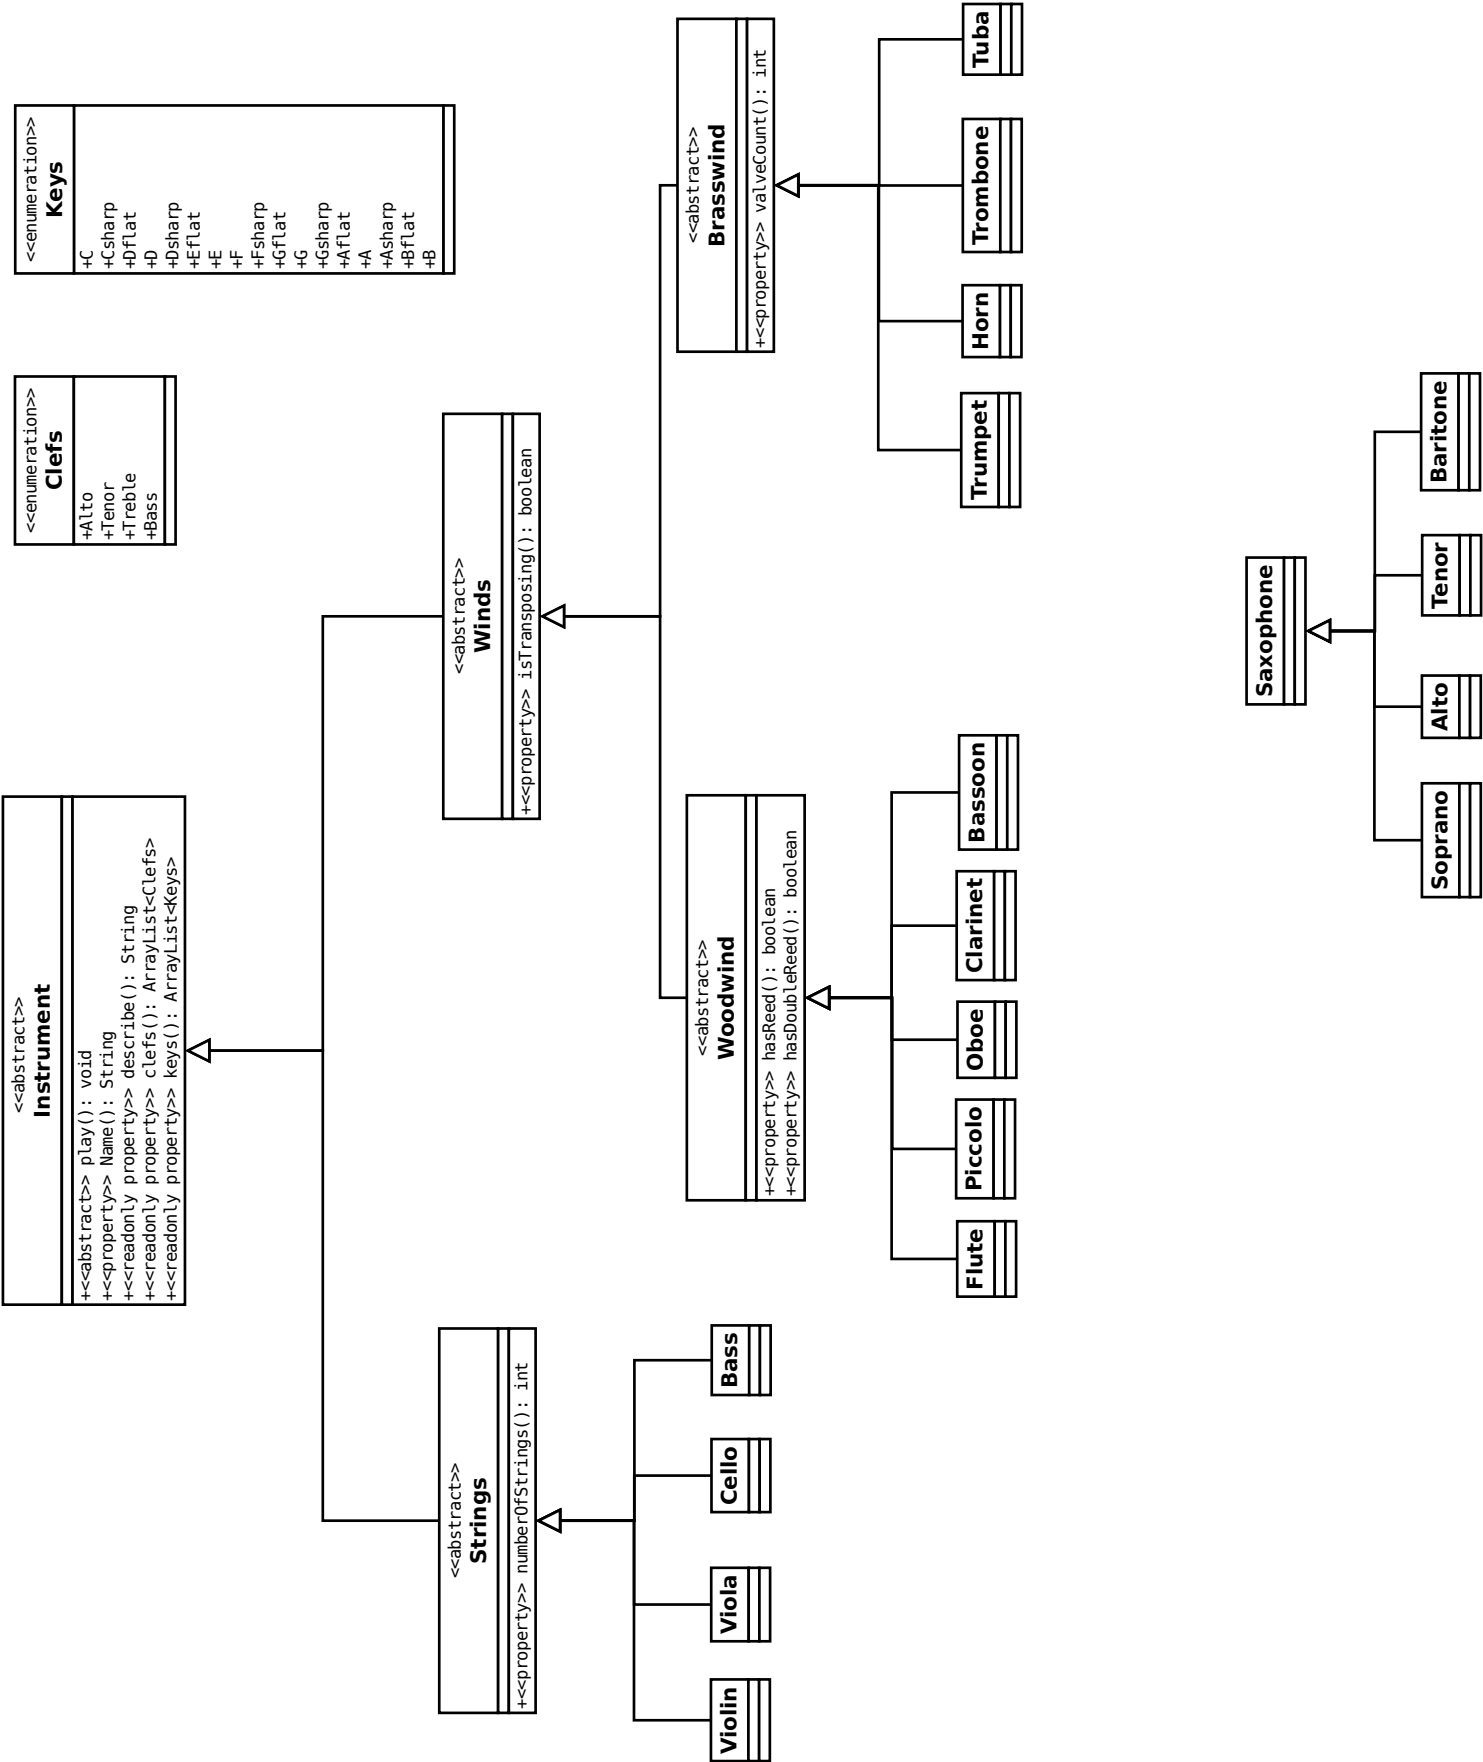 <<abstract>>
Instrument
+<<abstract>> play(): void
+<<property>> Name(): String
+<<readonly property>> describe(): String
+<<readonly property>> clefs(): ArrayList<Clefs>
+<<readonly property>> keys(): ArrayList<Keys>
<<enumeration>>
Clefs
+Alto
+Tenor
+Treble
+Bass
<<enumeration>>
Keys
+C
+Csharp
+Dflat
+D
+Dsharp
+Eflat
+E
+F
+Fsharp
+Gflat
+G
+Gsharp
+Aflat
+A
+Asharp
+Bflat
+B
<<abstract>>
Strings
+<<property>> numberOfStrings(): int
<<abstract>>
Winds
+<<property>> isTransposing(): boolean
Violin
Viola
Cello
Bass
<<abstract>>
Woodwind
+<<property>> hasReed(): boolean
+<<property>> hasDoubleReed(): boolean
<<abstract>>
Brasswind
+<<property>> valveCount(): int
Flute
Piccolo
Oboe
Clarinet
Bassoon
Trumpet
Horn
Trombone
Tuba
Saxophone
Soprano
Alto
Tenor
Baritone